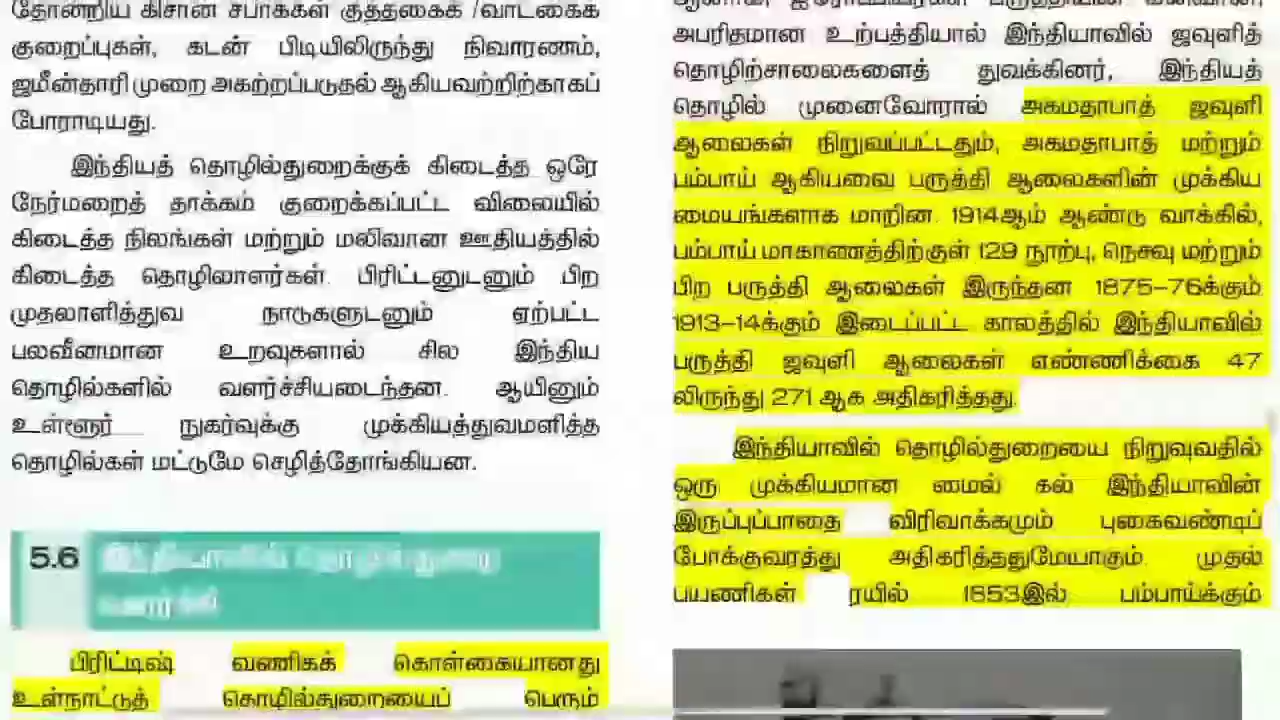 தோன்றிய கிசான் சபாக்கள் குத்தகைக் /வாடகைக்
குறைப்புகள், கடன் பிடியிலிருந்து நிவாரணம்,
ஜமீன்தாரி முறை அகற்றப்படுதல் ஆகியவற்றிற்காகப்
போராடியது.
இந்தியத் தொழில்துறைக்குக் கிடைத்த ஒரே
நேர்மறைத் தாக்கம் குறைக்கப்பட்ட விலையில்
கிடைத்த நிலங்கள் மற்றும் மலிவான ஊதியத்தில்
கிடைத்த தொழிலாளர்கள். பிரிட்டனுடனும் பிற
முதலாளித்துவ நாடுகளுடனும் ஏற்பட்ட
பலவீனமான உறவுகளால் சில இந்திய
தொழில்களில் வளர்ச்சியடைந்தன. ஆயினும்
உள்ளூர் நுகர்வுக்கு முக்கியத்துவமளித்த
தொழில்கள் மட்டுமே செழித்தோங்கியன.
5.6 இந்தியாவில் தொழில்துறை
வளர்ச்சி
பிரிட்டிஷ் வணிகக் கொள்கையானது
உள்நாட்டுத் தொழில்துறையைப் பெரும்
அபரிதமான உற்பத்தியால் இந்தியாவில் ஜவுளித்
தொழிற்சாலைகளைத் துவக்கினர், இந்தியத்
தொழில் முனைவோரால் அகமதாபாத் ஜவுளி
ஆலைகள் நிறுவப்பட்டதும், அகமதாபாத் மற்றும்
பம்பாய் ஆகியவை பருத்தி ஆலைகளின் முக்கிய
மையங்களாக மாறின. 1914ஆம் ஆண்டு வாக்கில்,
பம்பாய் மாகாணத்திற்குள் 129 நூற்பு, நெசவு மற்றும்
பிற பருத்தி ஆலைகள் இருந்தன 1875–76க்கும்
1913–14க்கும் இடைப்பட்ட காலத்தில் இந்தியாவில்
பருத்தி ஜவுளி ஆலைகள் எண்ணிக்கை 47
லிருந்து 271 ஆக அதிகரித்தது.
இந்தியாவில் தொழில்துறையை நிறுவுவதில்
ஒரு முக்கியமான மைல் கல் இந்தியாவின்
இருப்புப்பாதை விரிவாக்கமும் புகைவண்டிப்
போக்குவரத்து அதிகரித்ததுமேயாகும். முதல்
பயணிகள் ரயில் 1853இல் பம்பாய்க்கும்